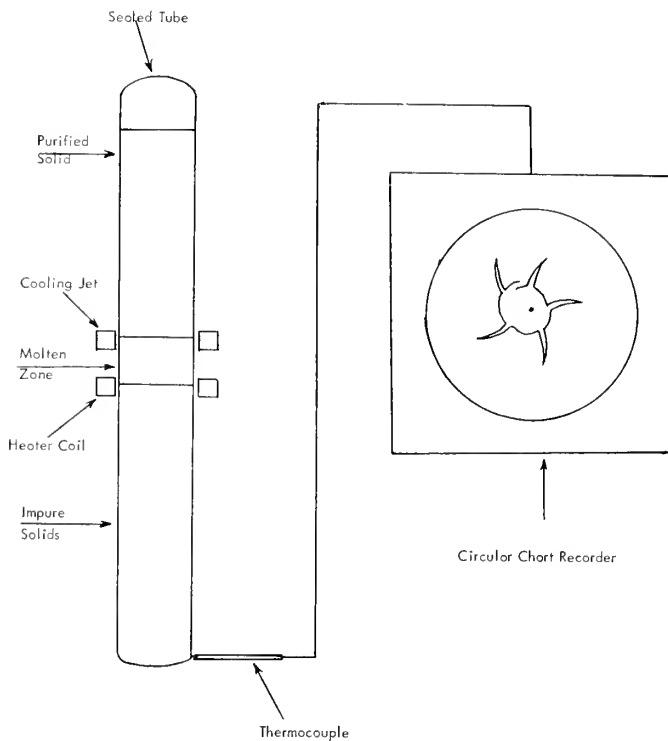 Sealed Tube
Purified
Solid
Cooling Jet
Molten
Zone
Heater Coil
Impure
Solids
Circular Chart Recorder
Thermocouple